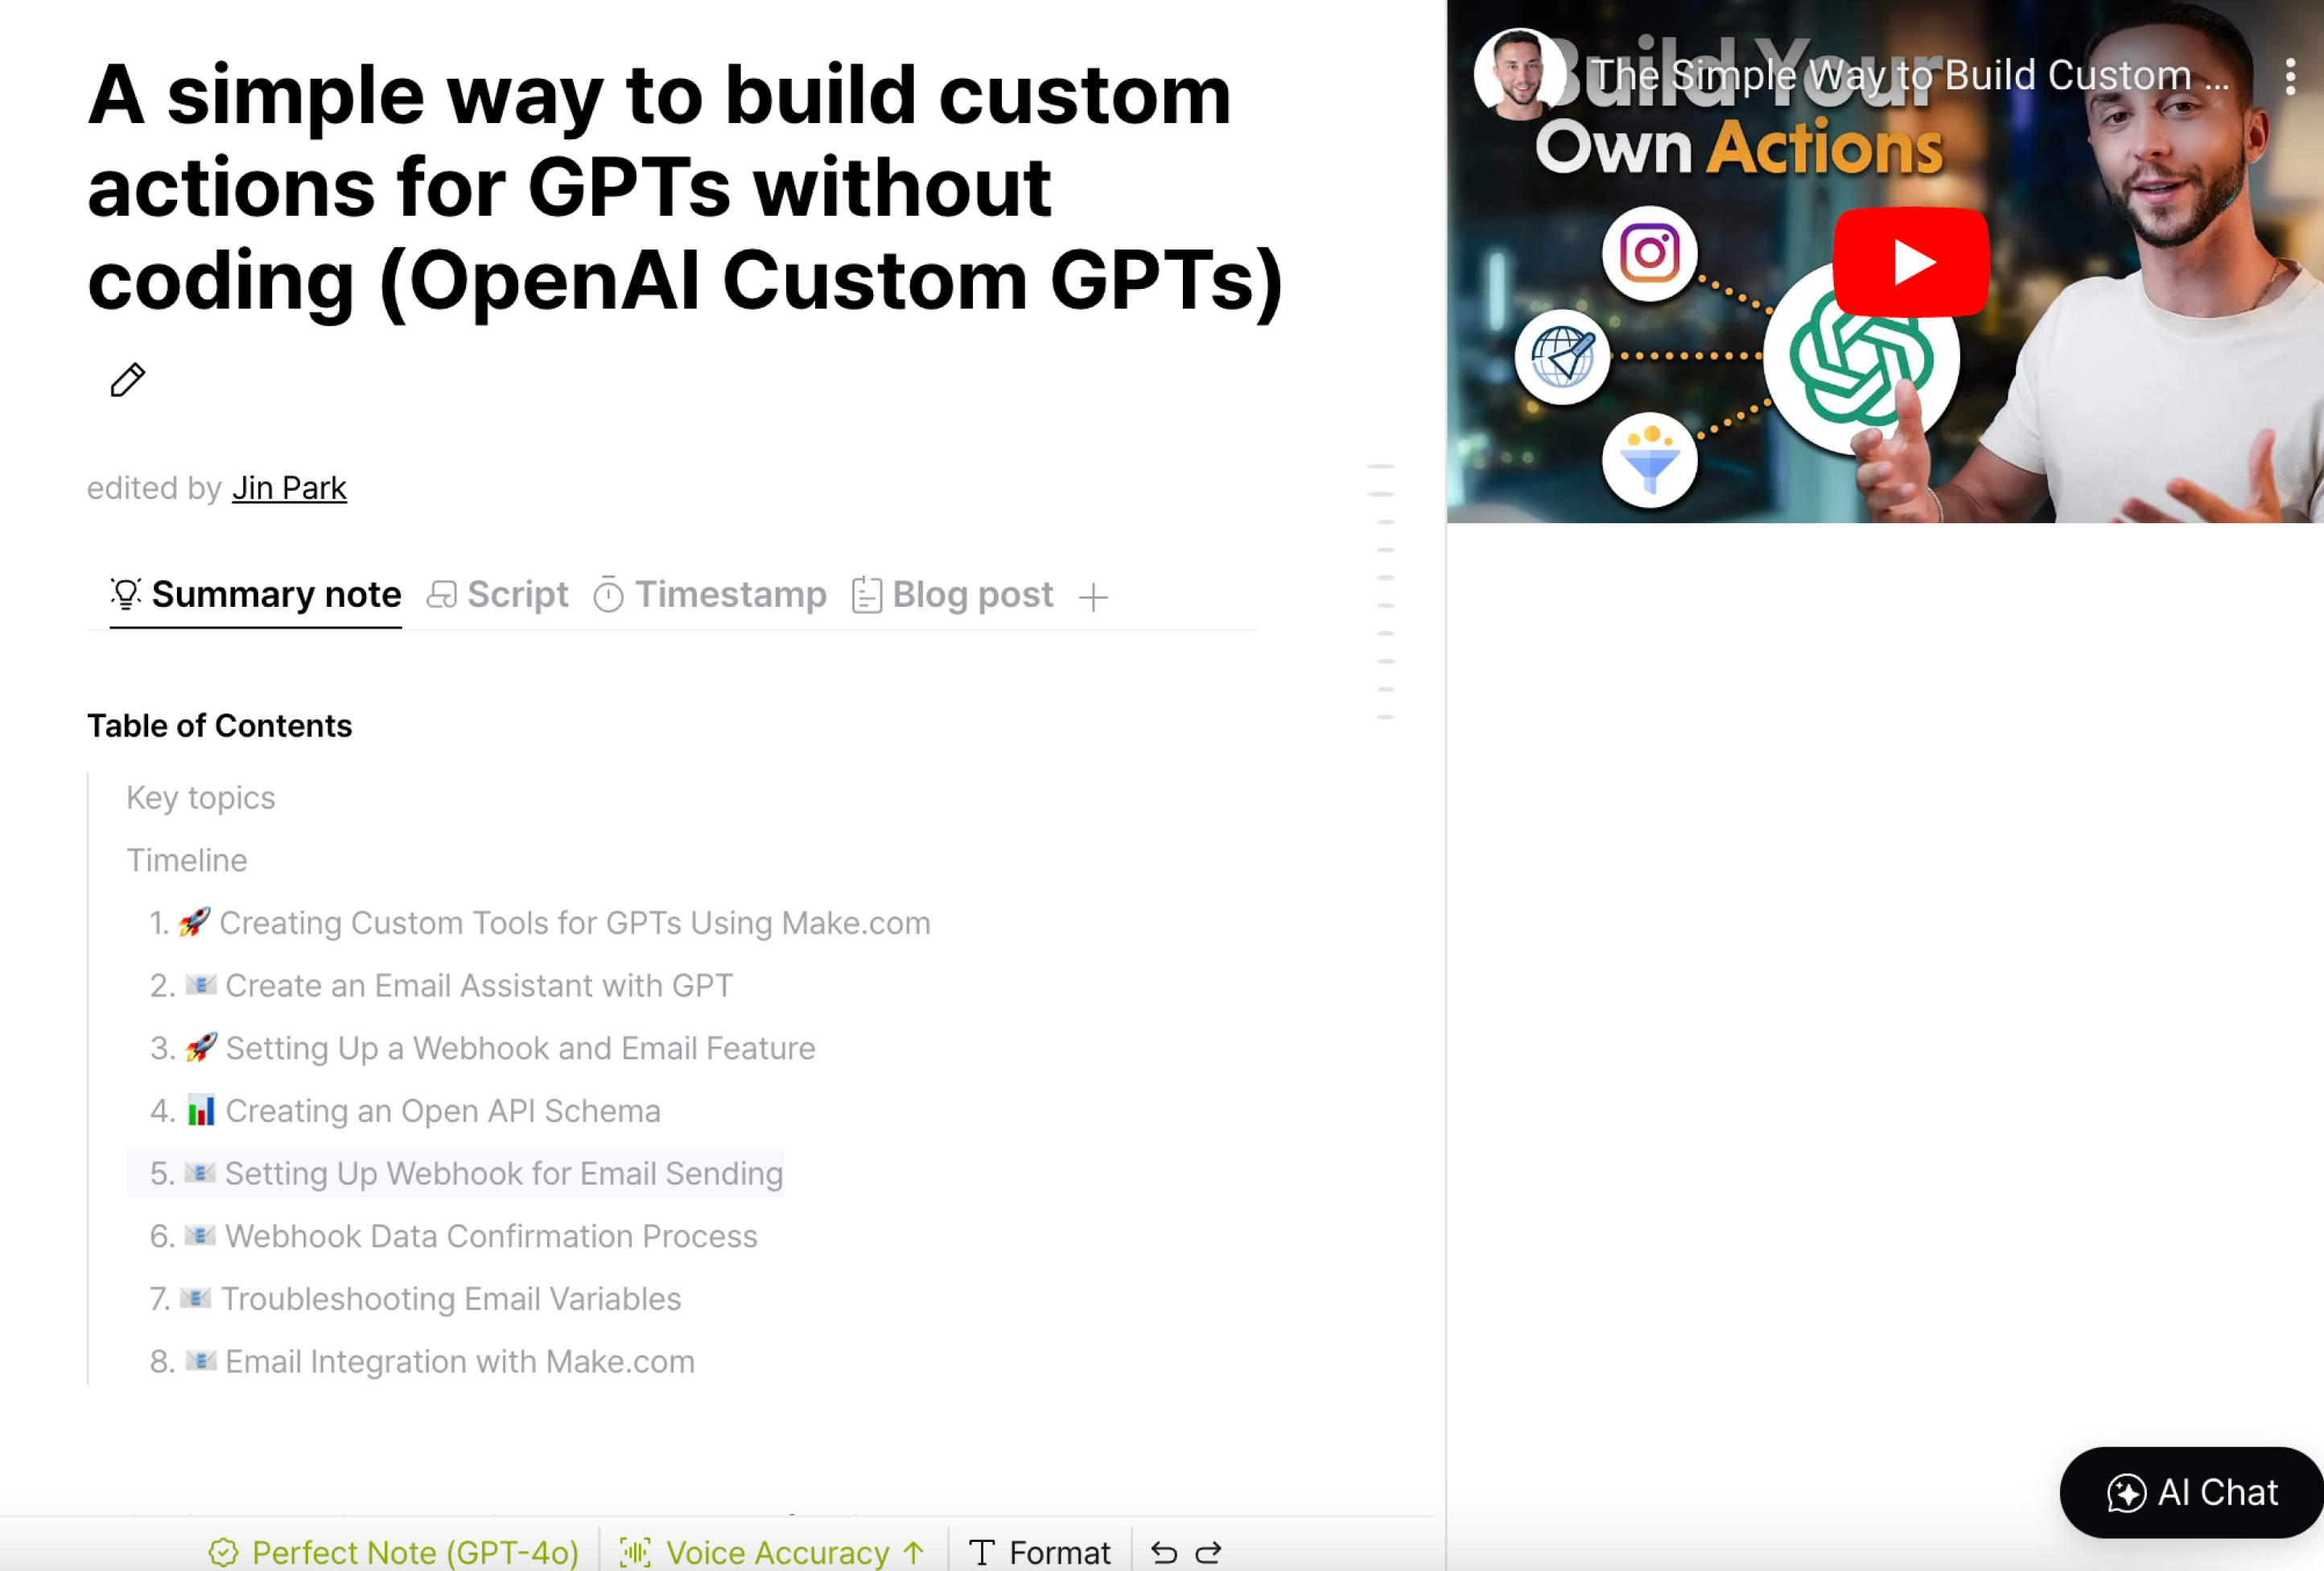 A simple way to build custom
actions for GPTs without
coding (OpenAI Custom GPTs)
edited by Jin Park
Summary note Script Timestamp Blog post
Table of Contents
Key topics
Timeline
1. 🚀 Creating Custom Tools for GPTs Using Make.com
2. 📧 Create an Email Assistant with GPT
3. 🚀 Setting Up a Webhook and Email Feature
4. 📊 Creating an Open API Schema
5. 📧 Setting Up Webhook for Email Sending
6. 📧 Webhook Data Confirmation Process
7. 📧 Troubleshooting Email Variables
8. 📧 Email Integration with Make.com
Perfect Note (GPT-4o) Voice Accuracy ↑ Format
The Simple Way to Build Custom ...
Build Your
Own Actions
AI Chat